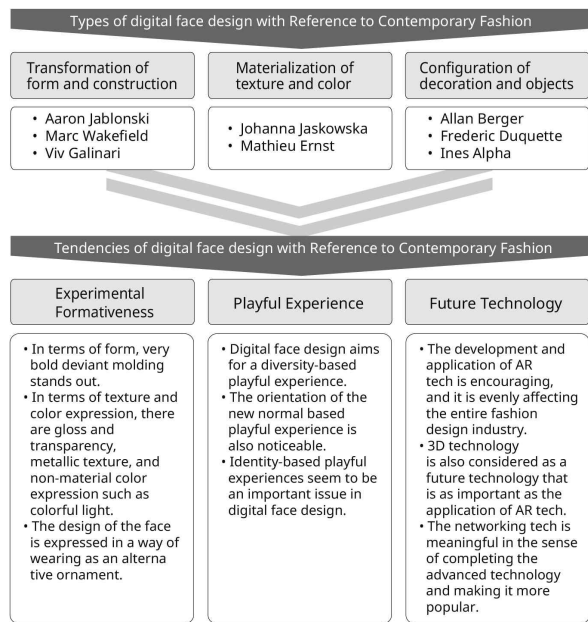 Types of digital face design with Reference to Contemporary Fashion
Transformation of
form and construction
• Aaron Jablonski
• Marc Wakefield
• Viv Galinari
Materialization of
texture and color
• Johanna Jaskowska
• Mathieu Ernst
Configuration of
decoration and objects
• Allan Berger
• Frederic Duquette
• Ines Alpha
Tendencies of digital face design with Reference to Contemporary Fashion
Experimental
Formativeness
• In terms of form, very
bold deviant molding
stands out.
• In terms of texture and
color expression, there
are gloss and
transparency,
metallic texture, and
non-material color
expression such as
colorful light.
• The design of the face
is expressed in a way of
wearing as an alterna
tive ornament.
Playful Experience
• Digital face design aims
for a diversity-based
playful experience.
• The orientation of the
new normal based
playful experience is
also noticeable.
• Identity-based playful
experiences seem to be
an important issue in
digital face design.
Future Technology
• The development and
application of AR
tech is encouraging,
and it is evenly affecting
the entire fashion
design industry.
• 3D technology
is also considered as a
future technology that
is as important as the
application of AR tech.
• The networking tech is
meaningful in the sense
of completing the
advanced technology
and making it more
popular.